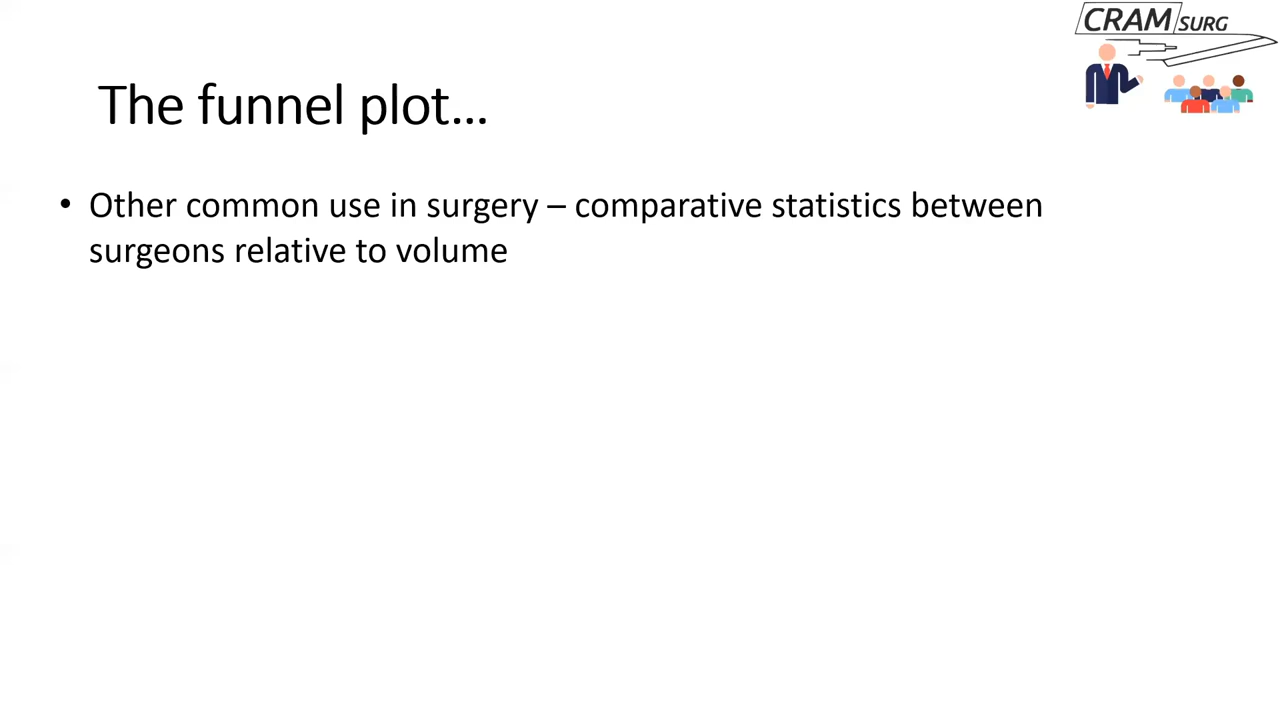 CRAM SURG
The funnel plot…
• Other common use in surgery – comparative statistics between
surgeons relative to volume